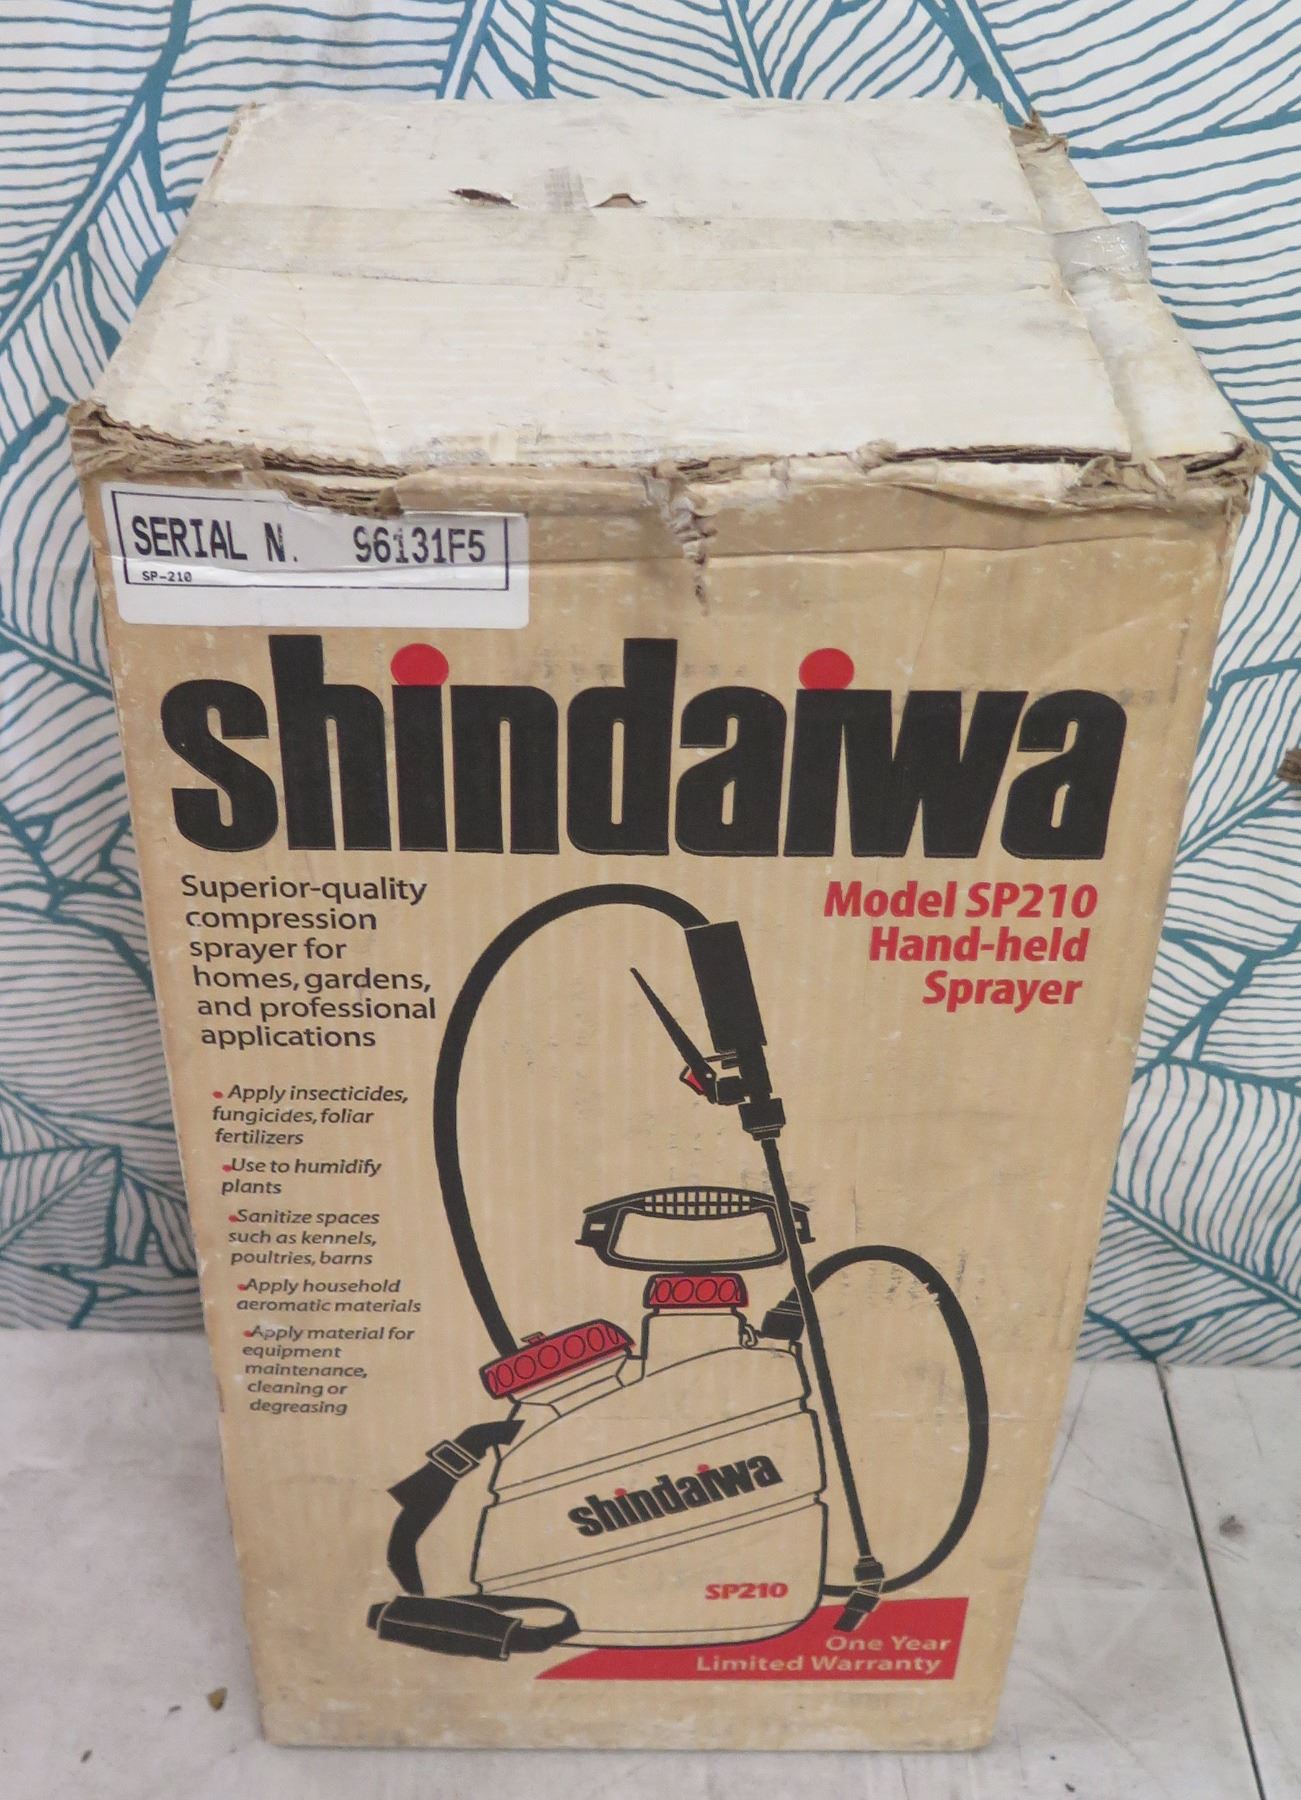 SERIAL N. 96131F5
SP-210
shindaiwa
Superior-quality
compression
sprayer for
homes, gardens,
and professional
applications
Model SP210
Hand-held
Sprayer
• Apply insecticides,
fungicides, foliar
fertilizers
•Use to humidify
plants
•Sanitize spaces
such as kennels,
poultries, barns
•Apply household
aeromatic materials
•Apply material for
equipment
maintenance,
cleaning or
degreasing
shindaiwa
SP210
One Year
Limited Warranty